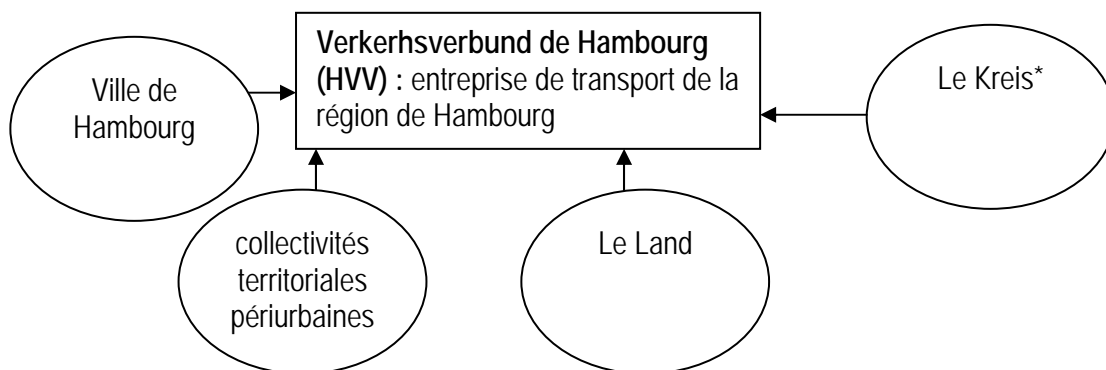 Verkerhsverbund de Hambourg
(HVV) : entreprise de transport de la
région de Hambourg
Ville de
Hambourg
Le Kreis*
collectivités
territoriales
périurbaines
Le Land